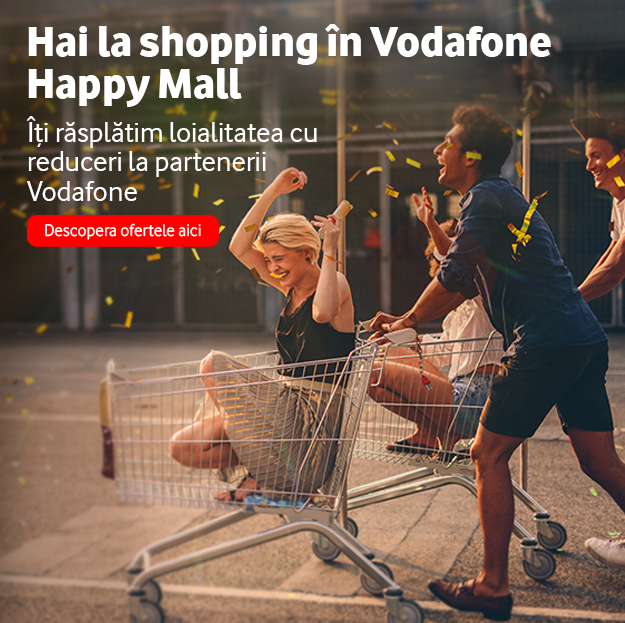 Hai la shopping în Vodafone
Happy Mall
Îți răsplătim loialitatea cu
reduceri la partenerii
Vodafone
Descopera ofertele aici